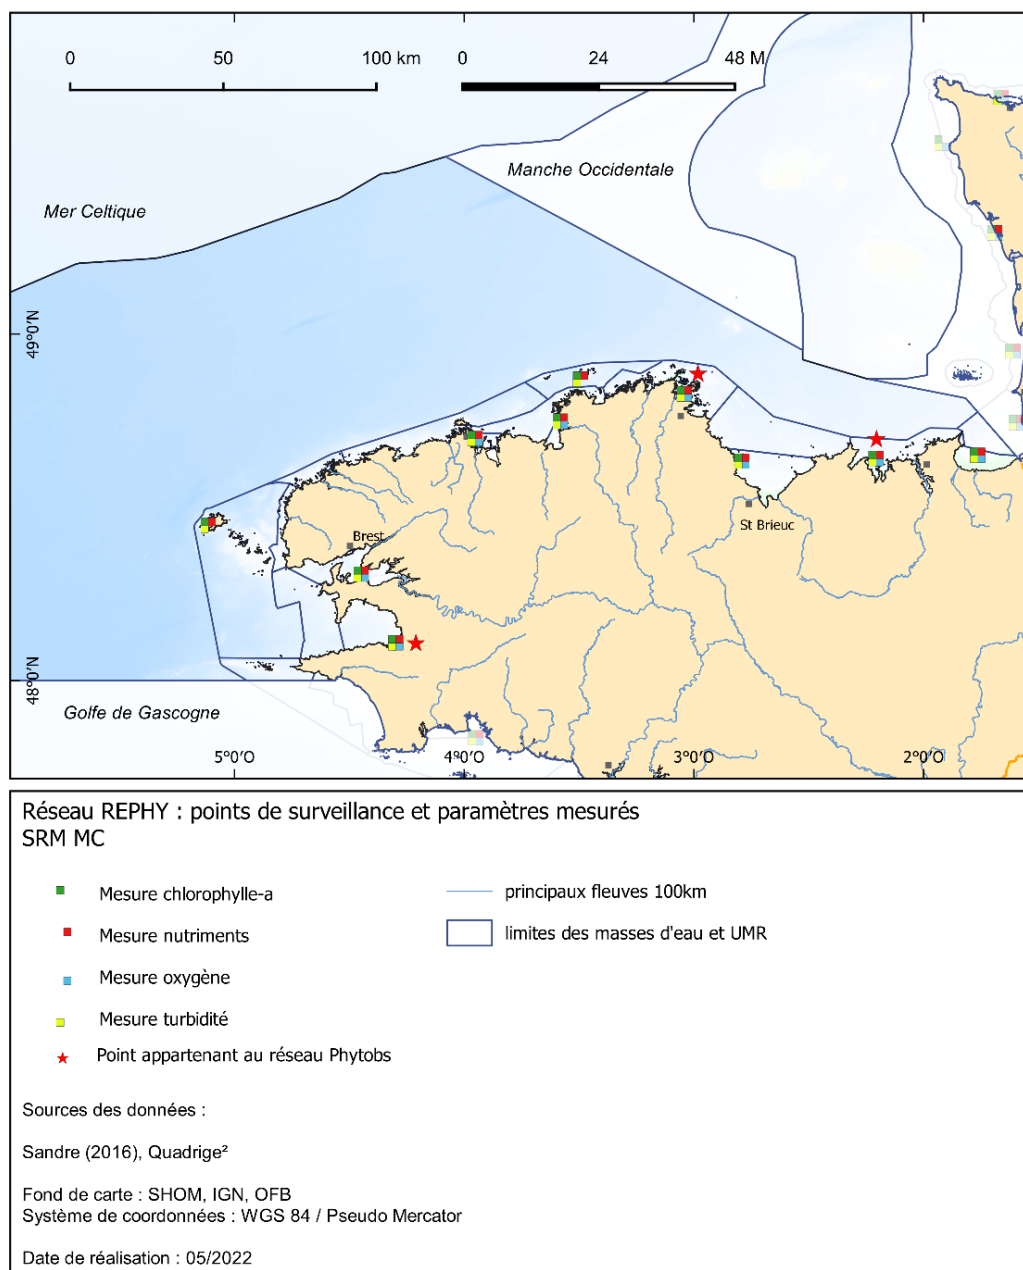 0 50 100 km 0 24 48 M
Manche Occidentale
Mer Celtique
49°0'N
St Brieuc
Brest
48°0'N
Golfe de Gascogne
5°0'O 4°0'O 3°0'O 2°0'O
Réseau REPHY : points de surveillance et paramètres mesurés
SRM MC
Mesure chlorophylle-a
principaux fleuves 100km
Mesure nutriments
limites des masses d'eau et UMR
Mesure oxygène
Mesure turbidité
Point appartenant au réseau Phytobs
Sources des données :
Sandre (2016), Quadrige²
Fond de carte : SHOM, IGN, OFB
Système de coordonnées : WGS 84 / Pseudo Mercator
Date de réalisation : 05/2022